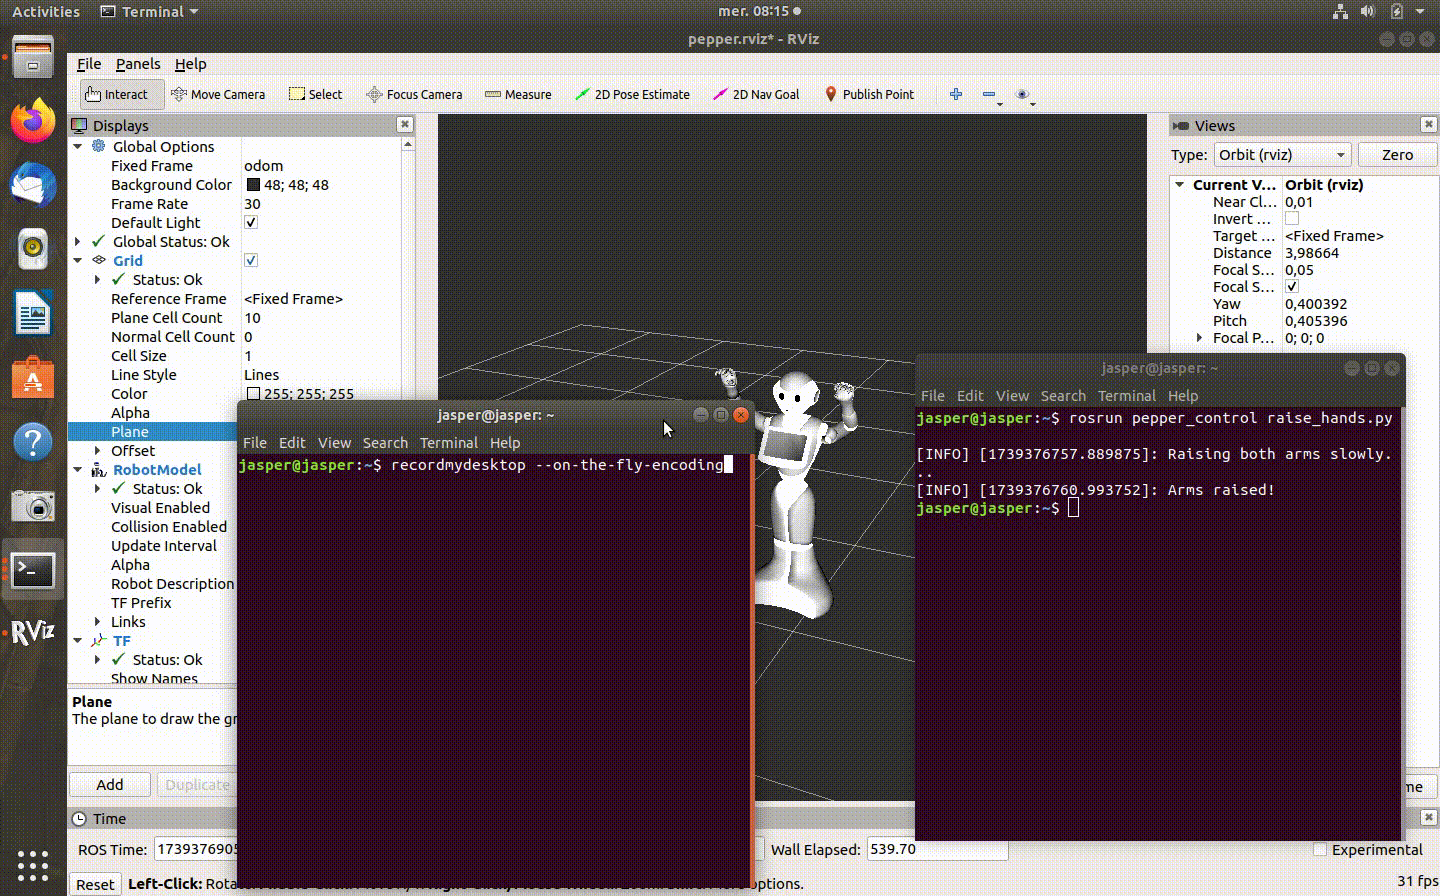 Activities Terminal mer. 08:15
pepper.rviz* - RViz
File Panels Help
Interact Move Camera Select Focus Camera Measure 2D Pose Estimate 2D Nav Goal Publish Point
Displays
Global Options
Fixed Frame odom
Background Color 48; 48; 48
Frame Rate 30
Default Light
Global Status: Ok
Grid
Status: Ok
Reference Frame <Fixed Frame>
Plane Cell Count 10
Normal Cell Count 0
Cell Size 1
Line Style Lines
Color 255; 255; 255
Alpha
Plane
Offset
RobotModel
Status: Ok
Visual Enabled
Collision Enabled
Update Interval
Alpha
Robot Description
TF Prefix
Links
TF
Status: Ok
Show Names
Plane
The plane to draw the gr
Add Duplicate
Views
Type: Orbit (rviz) Zero
Current V... Orbit (rviz)
Near Cl... 0,01
Invert ...
Target ... <Fixed Frame>
Distance 3,98664
Focal S... 0,05
Focal S...
Yaw 0,400392
Pitch 0,405396
Focal P... 0; 0; 0
jasper@jasper: ~
File Edit View Search Terminal Help
jasper@jasper:~$ recordmydesktop --on-the-fly-encoding
jasper@jasper: ~
File Edit View Search Terminal Help
jasper@jasper:~$ rosrun pepper_control raise_hands.py
[INFO] [1739376757.889875]: Raising both arms slowly.
..
[INFO] [1739376760.993752]: Arms raised!
jasper@jasper:~$
me
RViz
Time
ROS Time: 1739376905 Wall Elapsed: 539.70 Experimental
Reset Left-Click: Rota options. 31 fps